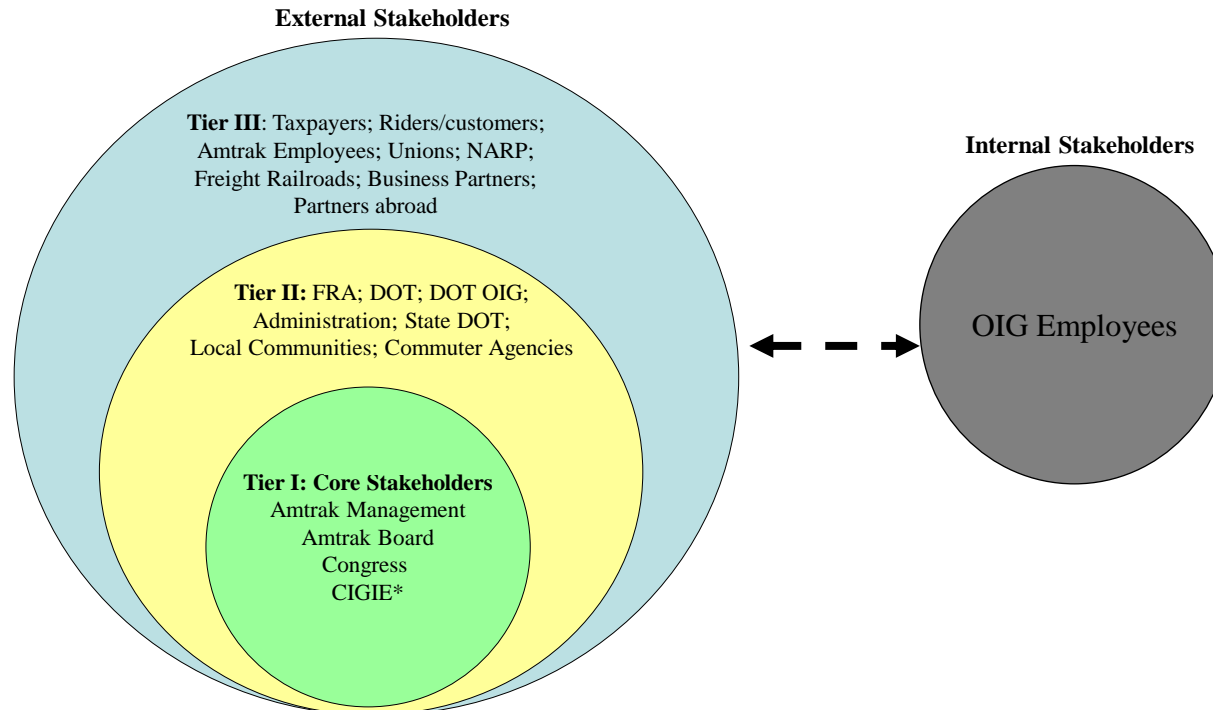 External Stakeholders
Tier III: Taxpayers; Riders/customers;
Amtrak Employees; Unions; NARP;
Freight Railroads; Business Partners;
Partners abroad
Tier II: FRA; DOT; DOT OIG;
Administration; State DOT;
Local Communities; Commuter Agencies
Tier I: Core Stakeholders
Amtrak Management
Amtrak Board
Congress
CIGIE*
Internal Stakeholders
OIG Employees